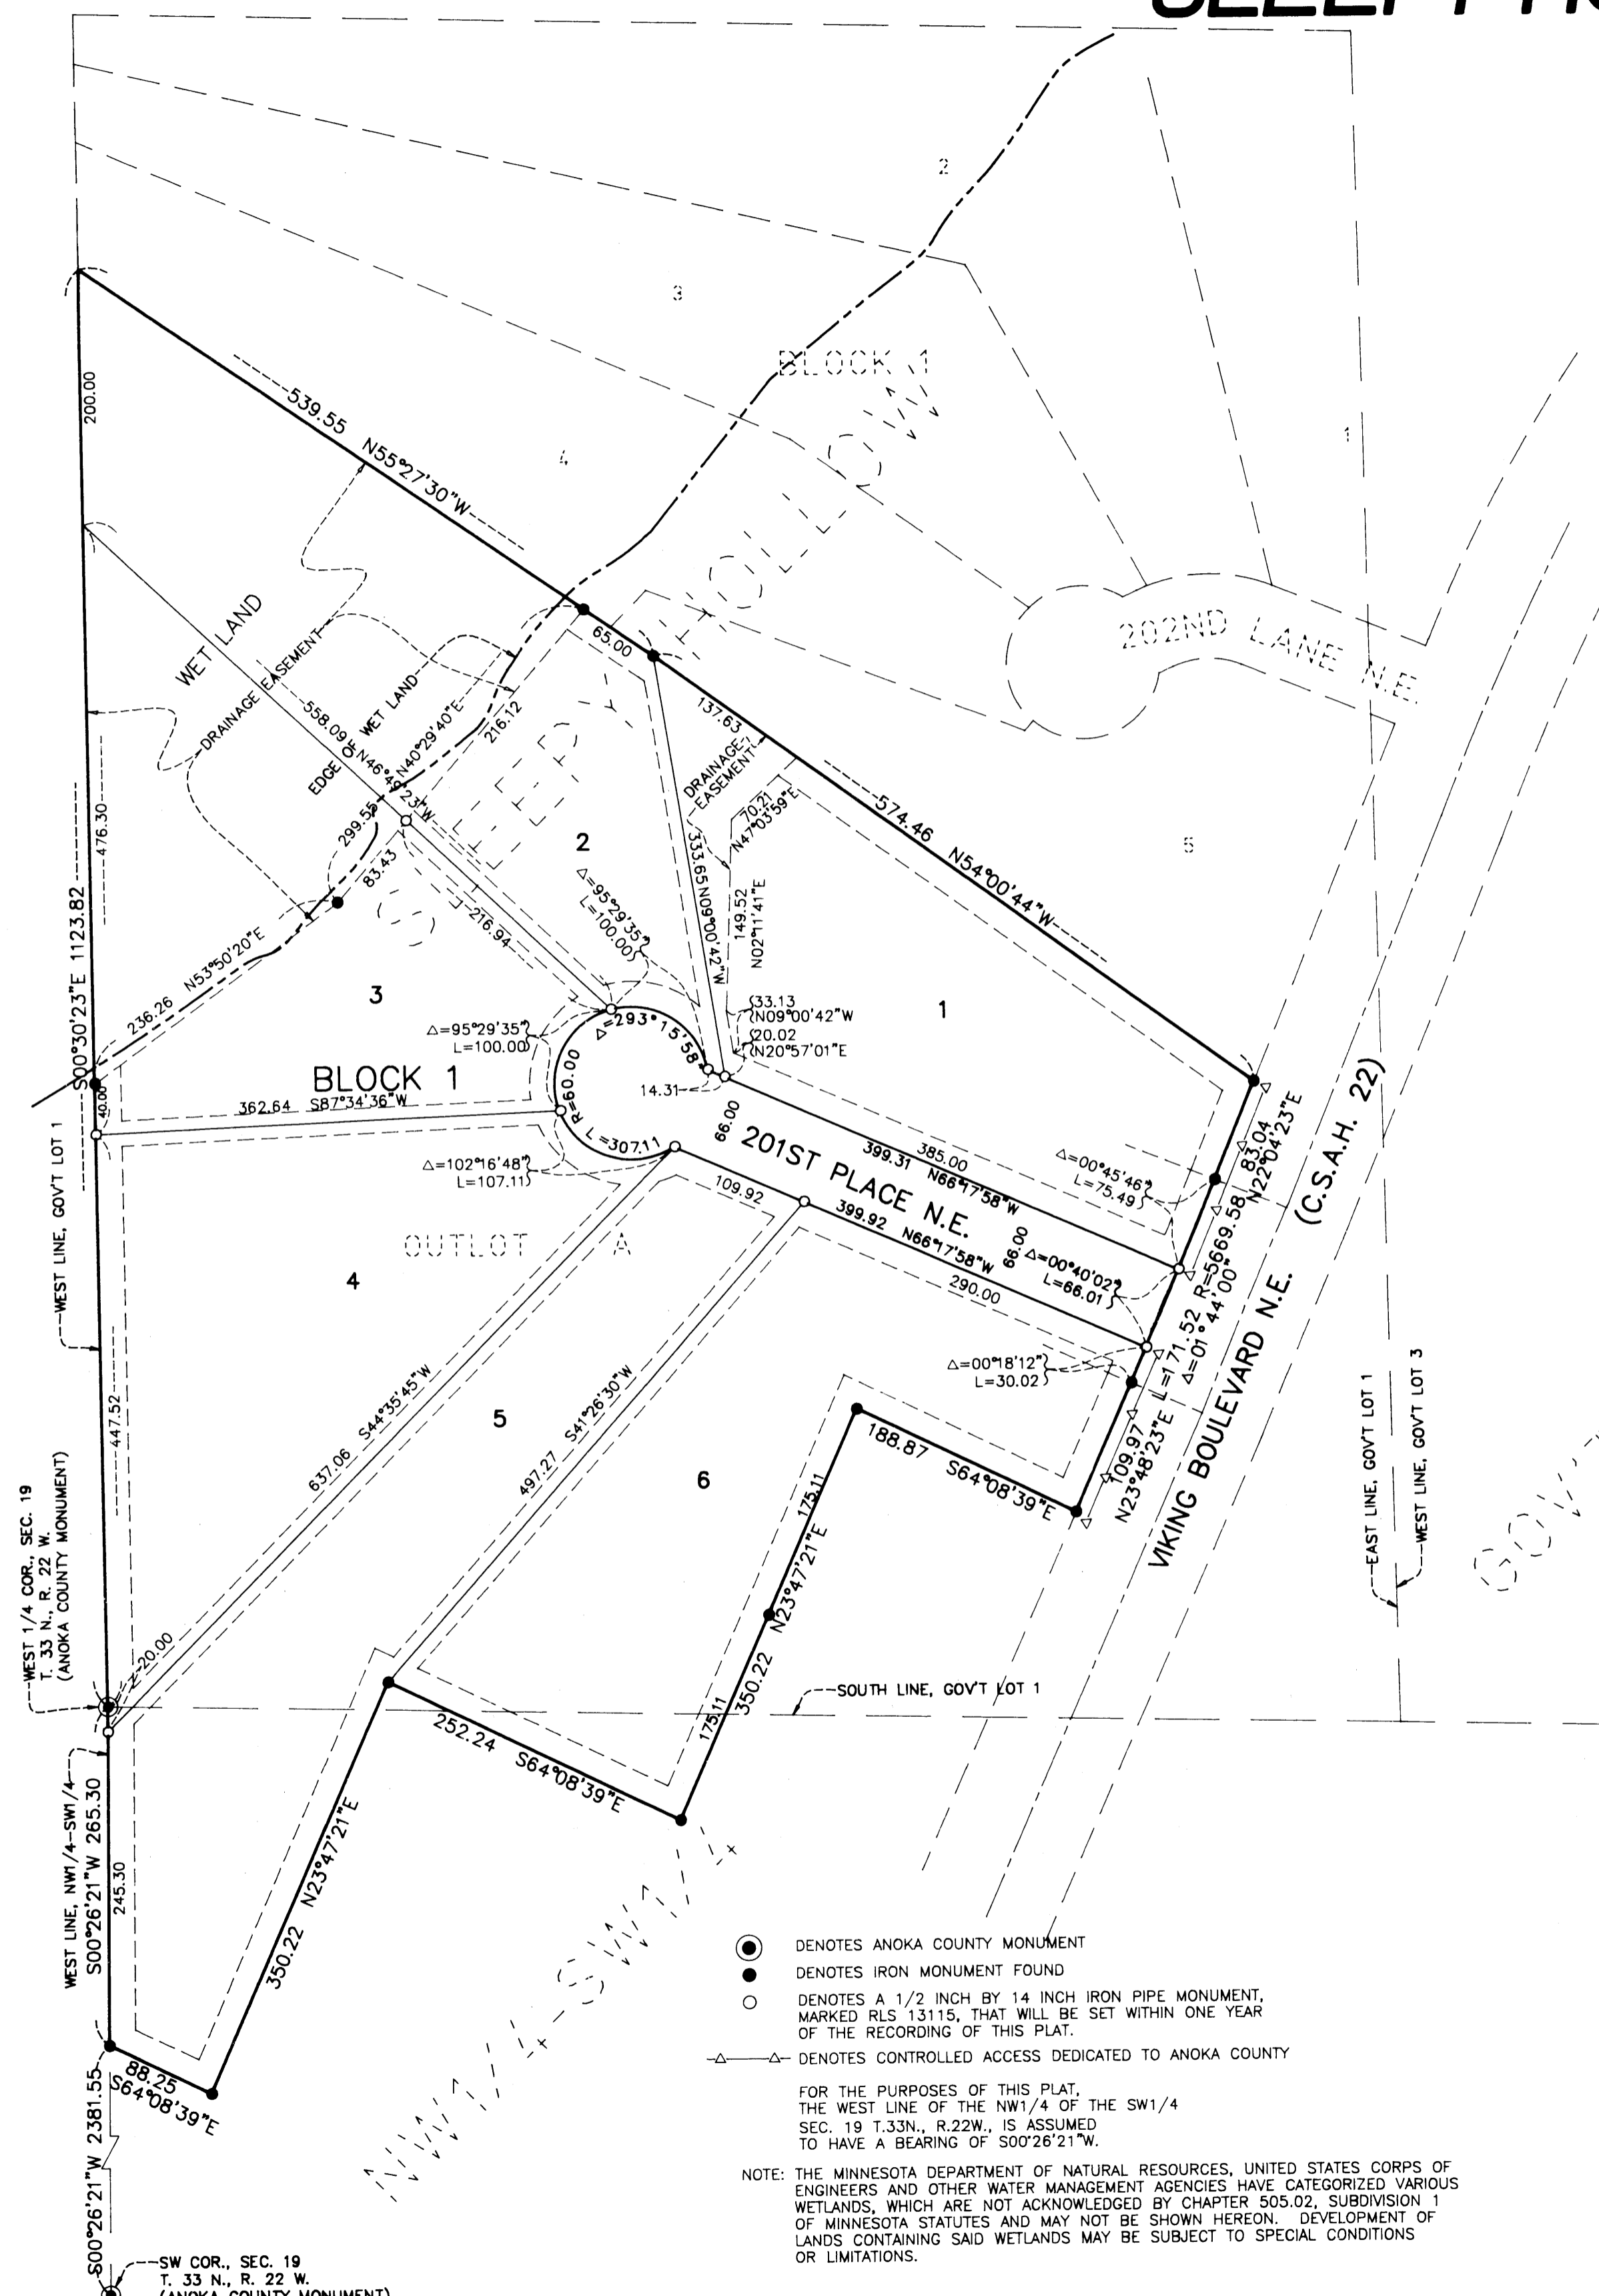 2
3
BLOCK 1
4
1
5
SLEEPY HOLLOW
202ND LANE N.E.
200.00
539.55 N55°27'30"W
65.00
137.63
574.46 N54°00'44"W
WET LAND
DRAINAGE EASEMENT
EDGE OF WET LAND
558.09 N46°49'23"W
N40°29'40"E
216.12
299.55
83.43
216.94
476.30
S00°30'23"E 1123.82
236.26 N53°50'20"E
40.00
2
Δ=95°29'35"
L=100.00
333.65 N09°00'42"W
DRAINAGE
EASEMENT
70.21
N47°03'59"E
149.52
N02°11'41"E
33.13
N09°00'42"W
20.02
N20°57'01"E
1
3
Δ=95°29'35"
L=100.00
Δ=293°15'58"
R=60.00
L=307.11
14.31
66.00
BLOCK 1
362.64 S87°34'36"W
Δ=102°16'48"
L=107.11
201ST PLACE N.E.
385.00
399.31 N66°17'58"W
109.92
399.92 N66°17'58"W
66.00
290.00
Δ=00°45'46"
L=75.49
Δ=00°40'02"
L=66.01
Δ=00°18'12"
L=30.02
83.04
N22°04'23"E
L=171.52 R=5669.58
Δ=01°44'00"
109.97
N23°48'23"E
VIKING BOULEVARD N.E. (C.S.A.H. 22)
OUTLOT A
4
WEST LINE, GOV'T LOT 1
447.52
637.06 S44°35'45"W
5
497.27 S41°26'30"W
6
188.87 S64°08'39"E
175.11
350.22 N23°47'21"E
175.11
EAST LINE, GOV'T LOT 1
WEST LINE, GOV'T LOT 3
WEST 1/4 COR., SEC. 19
T. 33 N., R. 22 W.
(ANOKA COUNTY MONUMENT)
20.00
SOUTH LINE, GOV'T LOT 1
252.24 S64°08'39"E
WEST LINE, NW1/4-SW1/4
S00°26'21"W 265.30
245.30
350.22 N23°47'21"E
88.25
S64°08'39"E
S00°26'21"W 2381.55
NW1/4-SW1/4
SW COR., SEC. 19
T. 33 N., R. 22 W.
(ANOKA COUNTY MONUMENT)
DENOTES ANOKA COUNTY MONUMENT
DENOTES IRON MONUMENT FOUND
DENOTES A 1/2 INCH BY 14 INCH IRON PIPE MONUMENT,
MARKED RLS 13115, THAT WILL BE SET WITHIN ONE YEAR
OF THE RECORDING OF THIS PLAT.
DENOTES CONTROLLED ACCESS DEDICATED TO ANOKA COUNTY
FOR THE PURPOSES OF THIS PLAT,
THE WEST LINE OF THE NW1/4 OF THE SW1/4
SEC. 19 T.33N., R.22W., IS ASSUMED
TO HAVE A BEARING OF S00°26'21"W.
NOTE: THE MINNESOTA DEPARTMENT OF NATURAL RESOURCES, UNITED STATES CORPS OF
ENGINEERS AND OTHER WATER MANAGEMENT AGENCIES HAVE CATEGORIZED VARIOUS
WETLANDS, WHICH ARE NOT ACKNOWLEDGED BY CHAPTER 505.02, SUBDIVISION 1
OF MINNESOTA STATUTES AND MAY NOT BE SHOWN HEREON. DEVELOPMENT OF
LANDS CONTAINING SAID WETLANDS MAY BE SUBJECT TO SPECIAL CONDITIONS
OR LIMITATIONS.